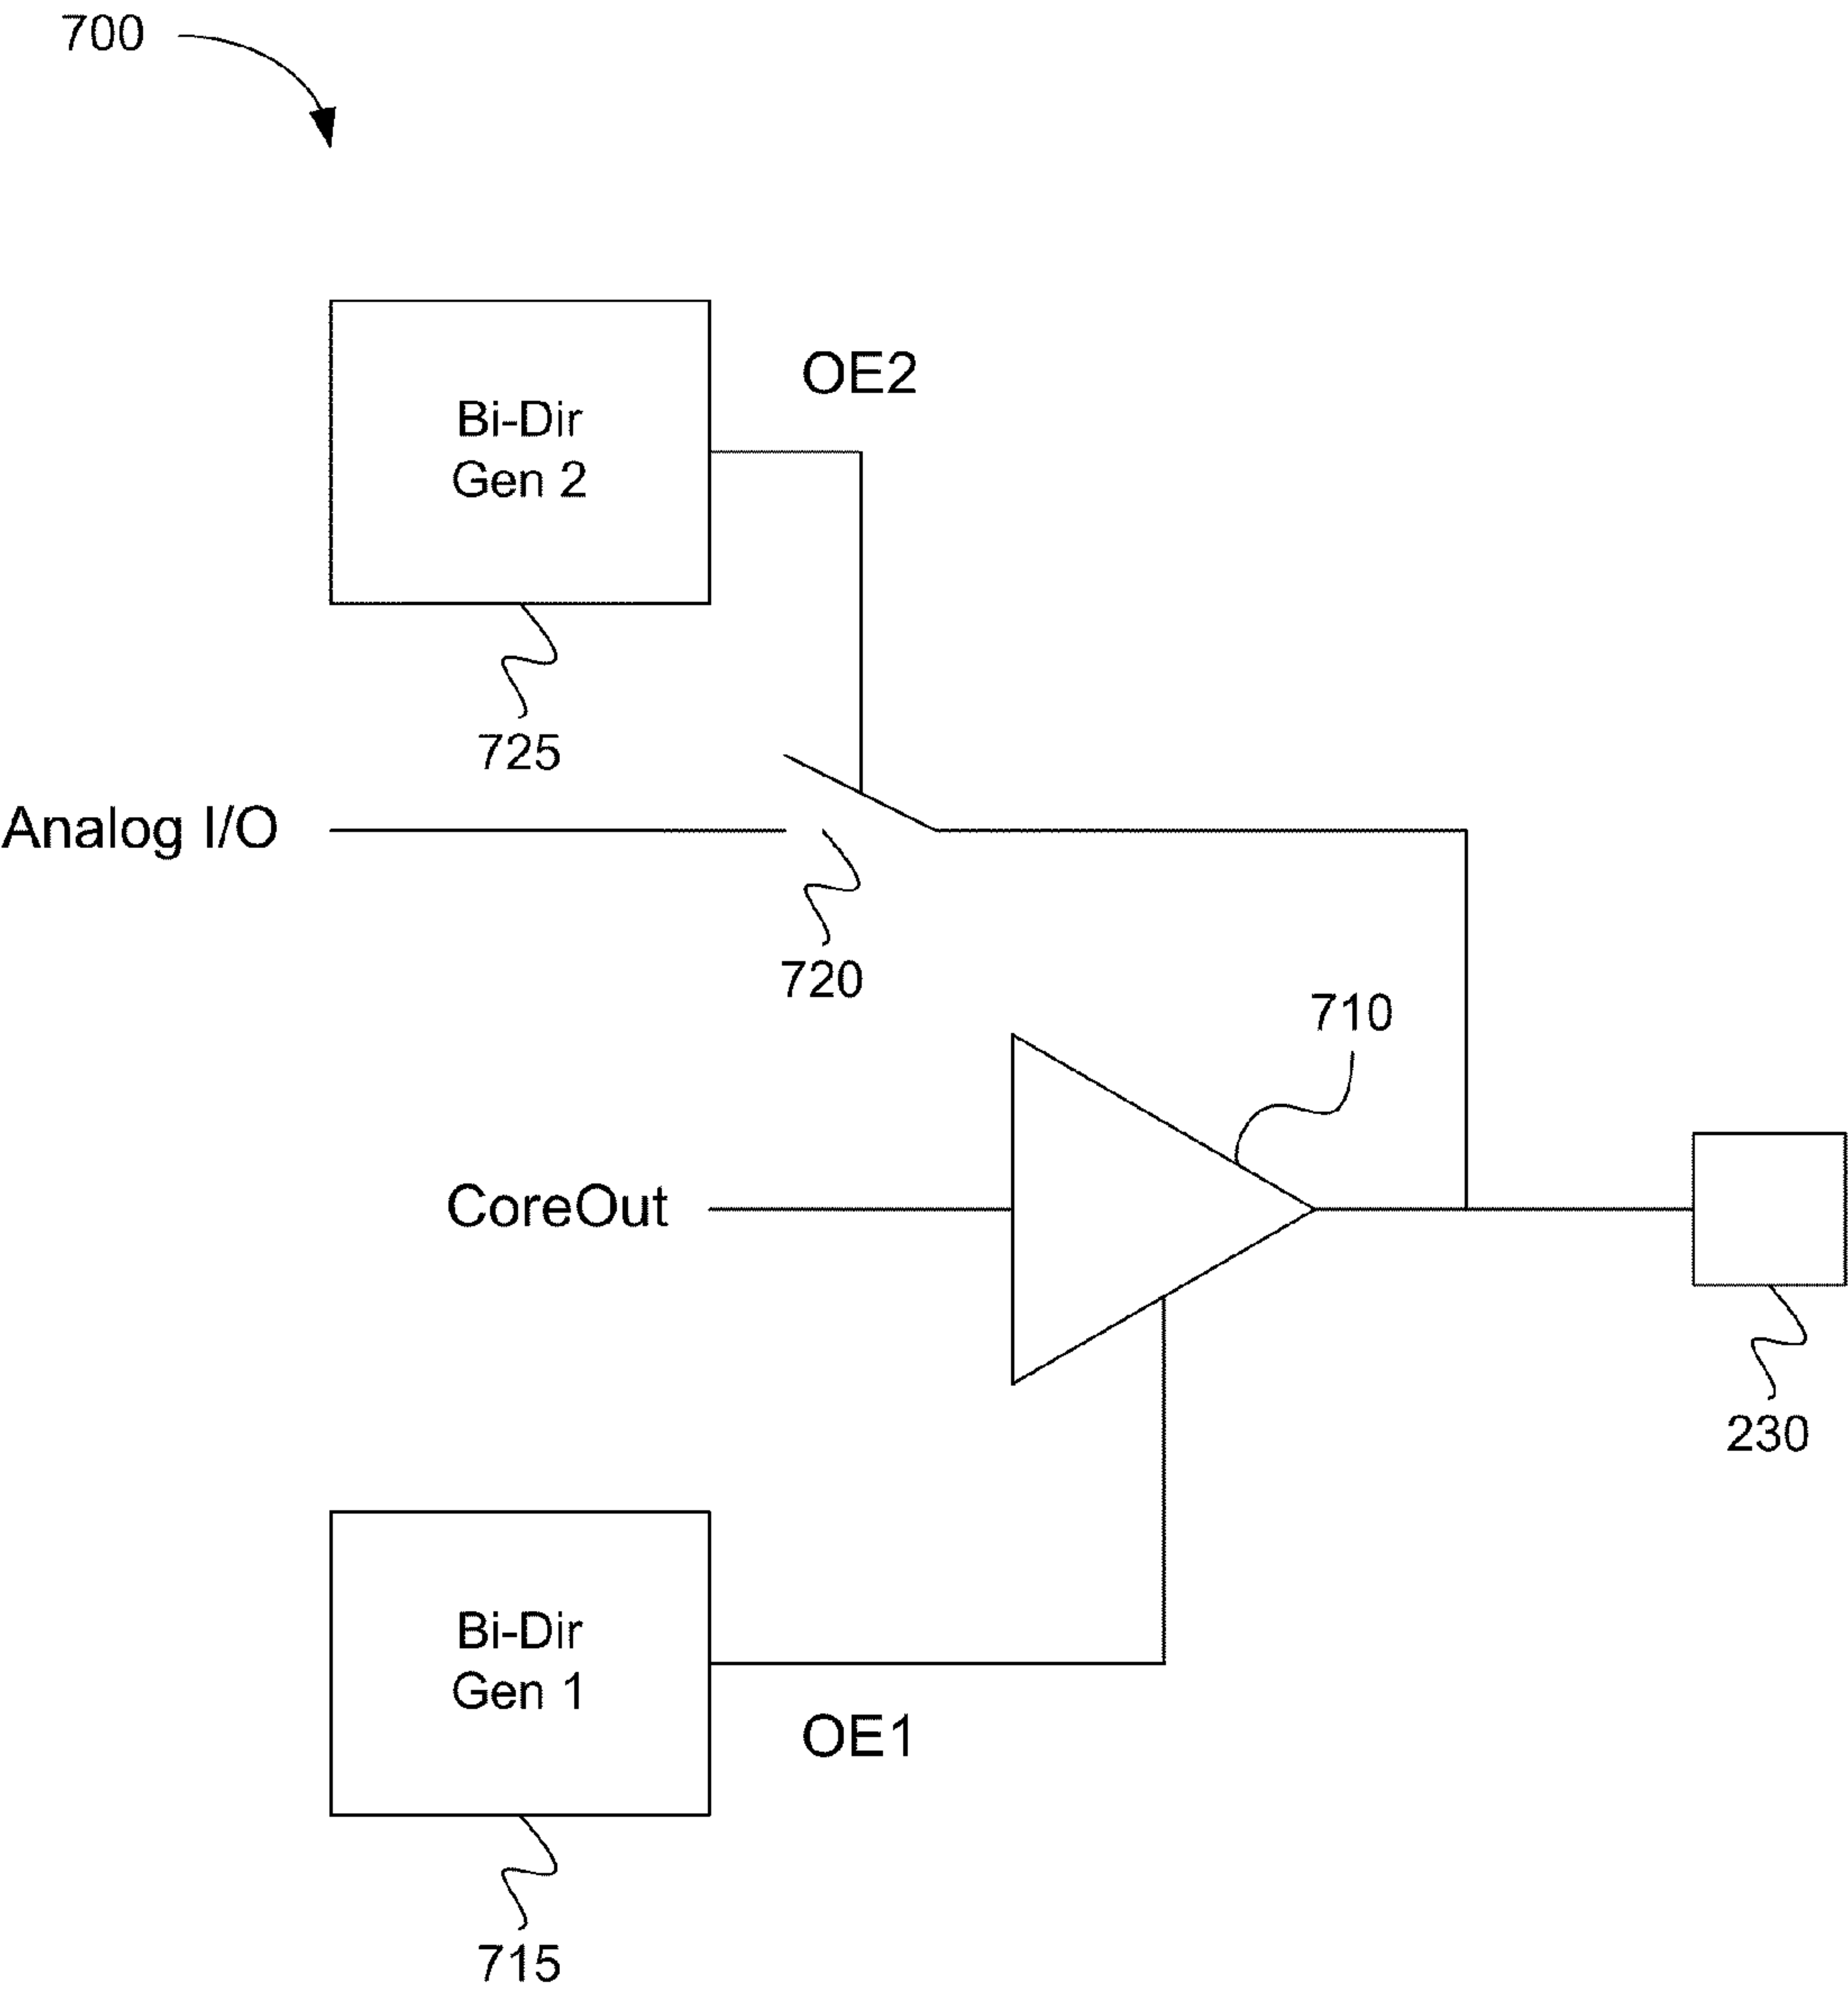 700
OE2
Bi-Dir
Gen 2
725
Analog I/O
720
710
CoreOut
230
Bi-Dir
Gen 1
OE1
715